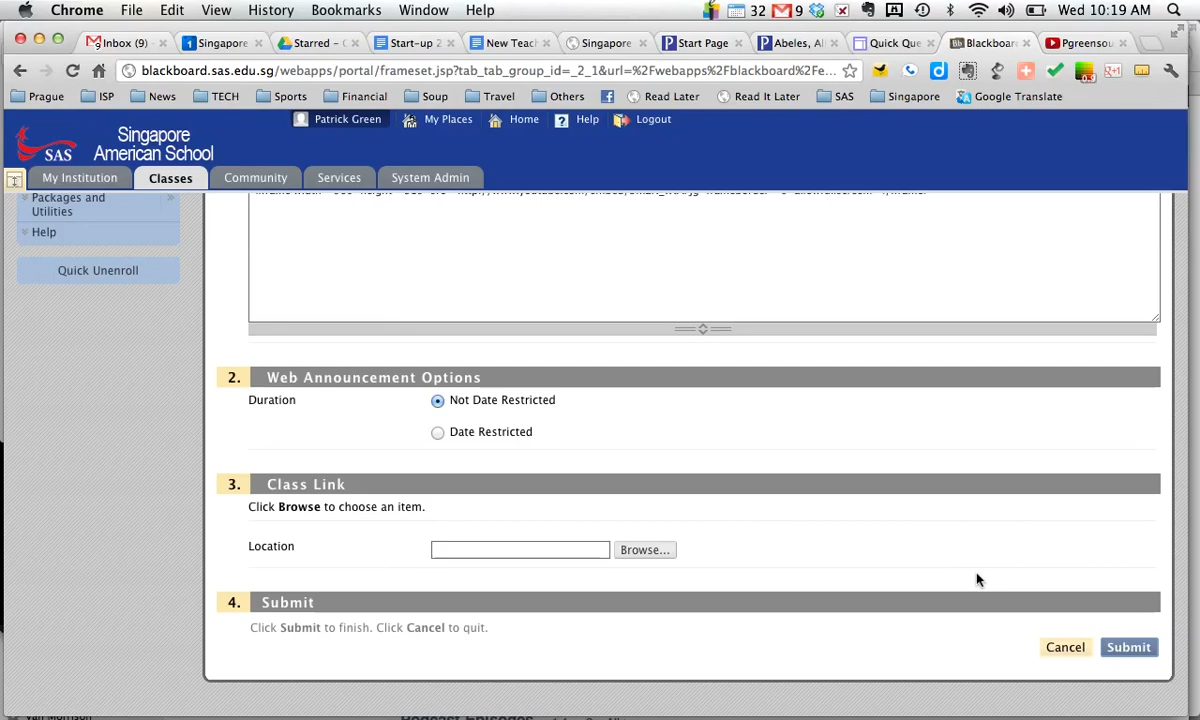 Chrome File Edit View History Bookmarks Window Help 32 9 Wed 10:19 AM
Inbox (9) Singapore Starred - Start-up 2 New Teac Singapore Start Page Abeles, Al Quick Que Blackboar Pgreensou
blackboard.sas.edu.sg/webapps/portal/frameset.jsp?tab_tab_group_id=_2_1&url=%2Fwebapps%2Fblackboard%2Fe...
Prague ISP News TECH Sports Financial Soup Travel Others Read Later Read It Later SAS Singapore Google Translate
Patrick Green My Places Home Help Logout
SAS Singapore American School
My Institution Classes Community Services System Admin
Packages and
Utilities
Help
Quick Unenroll
2. Web Announcement Options
Duration Not Date Restricted
Date Restricted
3. Class Link
Click Browse to choose an item.
Location Browse...
4. Submit
Click Submit to finish. Click Cancel to quit.
Cancel Submit